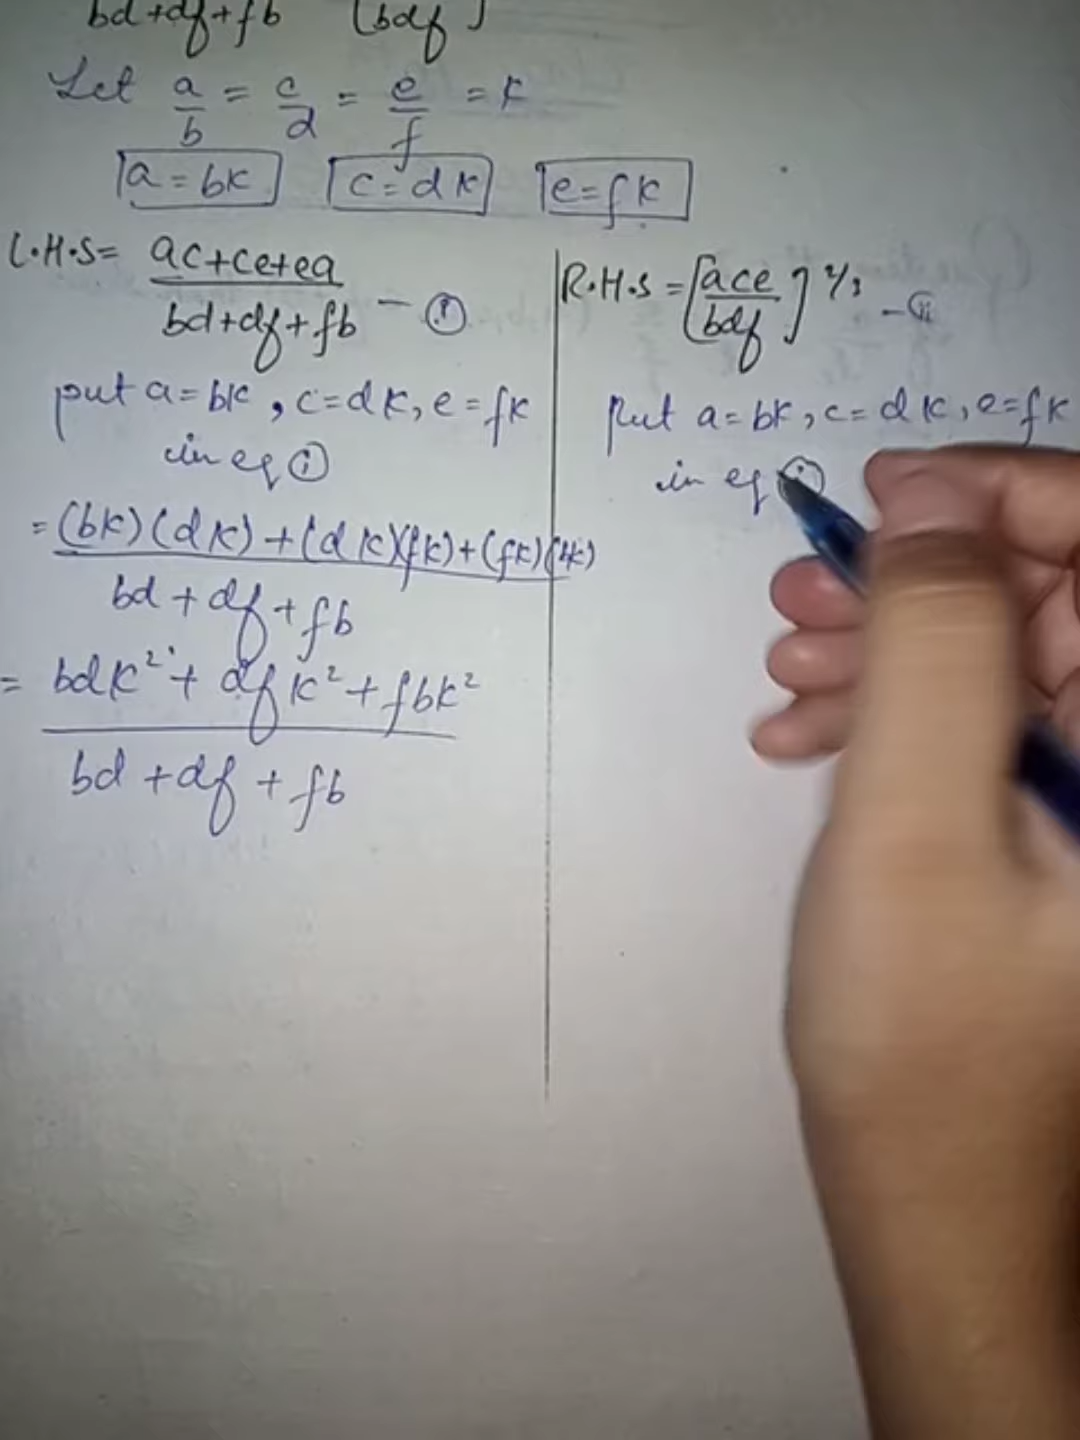 bd+df+fb [bdf]
Let a/b = c/d = e/f = k
a=bk c=dk e=fk
L.H.S= ac+ce+ea / bd+df+fb — (i)
put a=bk, c=dk, e=fk
in eq (i)
= (bk)(dk)+(dk)(fk)+(fk)(bk) / bd+df+fb
= bdk²+dfk²+fbk² / bd+df+fb
R.H.S=[ace/bdf]^2/3 — (ii)
Put a=bk, c=dk, e=fk
in eq